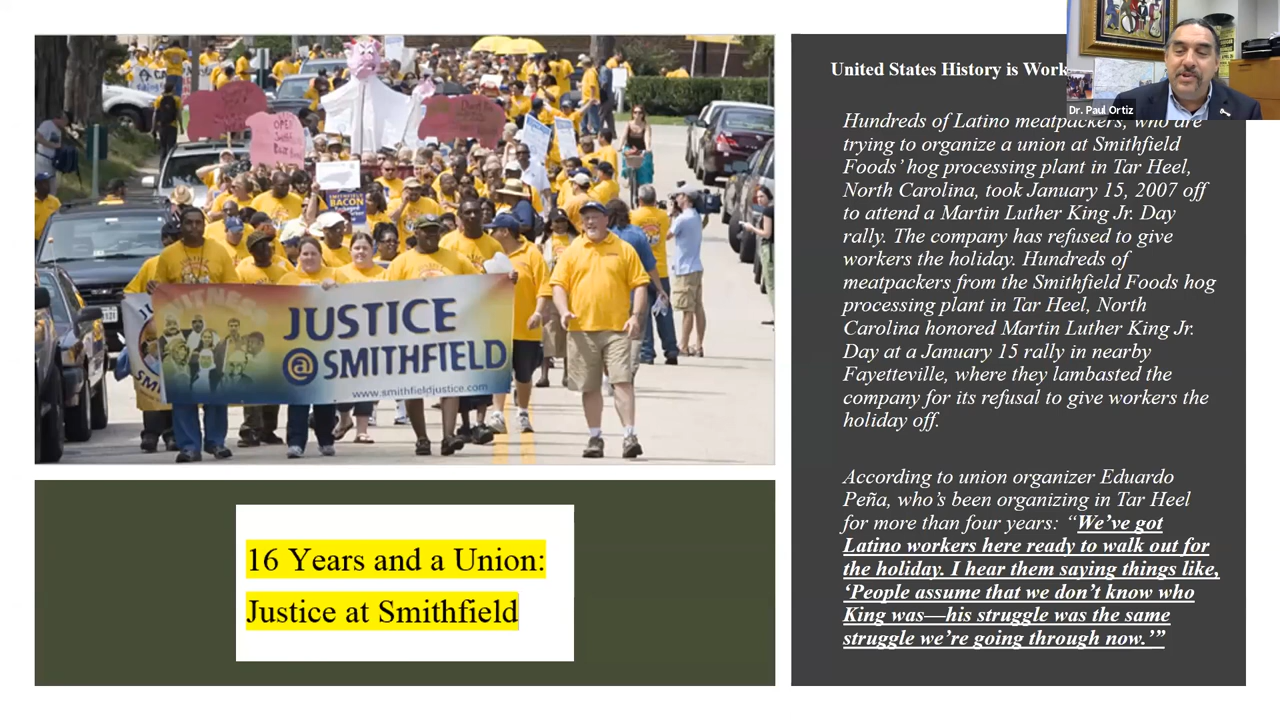 JUSTICE
@SMITHFIELD
www.smithfieldjustice.com
BACON
16 Years and a Union:
Justice at Smithfield
United States History is Work
Dr. Paul Ortiz
Hundreds of Latino meatpackers, who are
trying to organize a union at Smithfield
Foods’ hog processing plant in Tar Heel,
North Carolina, took January 15, 2007 off
to attend a Martin Luther King Jr. Day
rally. The company has refused to give
workers the holiday. Hundreds of
meatpackers from the Smithfield Foods hog
processing plant in Tar Heel, North
Carolina honored Martin Luther King Jr.
Day at a January 15 rally in nearby
Fayetteville, where they lambasted the
company for its refusal to give workers the
holiday off.
According to union organizer Eduardo
Peña, who’s been organizing in Tar Heel
for more than four years: “We’ve got
Latino workers here ready to walk out for
the holiday. I hear them saying things like,
‘People assume that we don’t know who
King was—his struggle was the same
struggle we’re going through now.’”